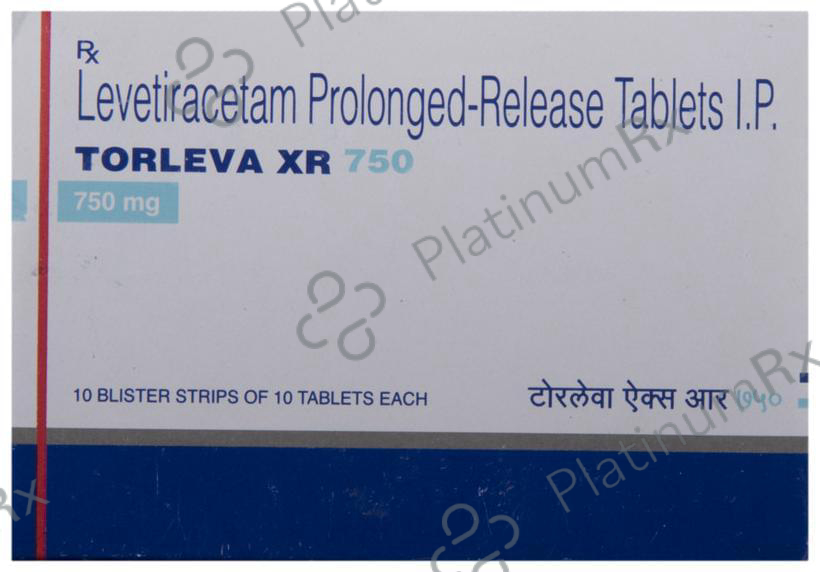 Rx
Levetiracetam Prolonged-Release Tablets I.P.
TORLEVA XR 750
750 mg
10 BLISTER STRIPS OF 10 TABLETS EACH
टोरलेवा ऐक्स आर ७५०
PlatinumRx
PlatinumRx